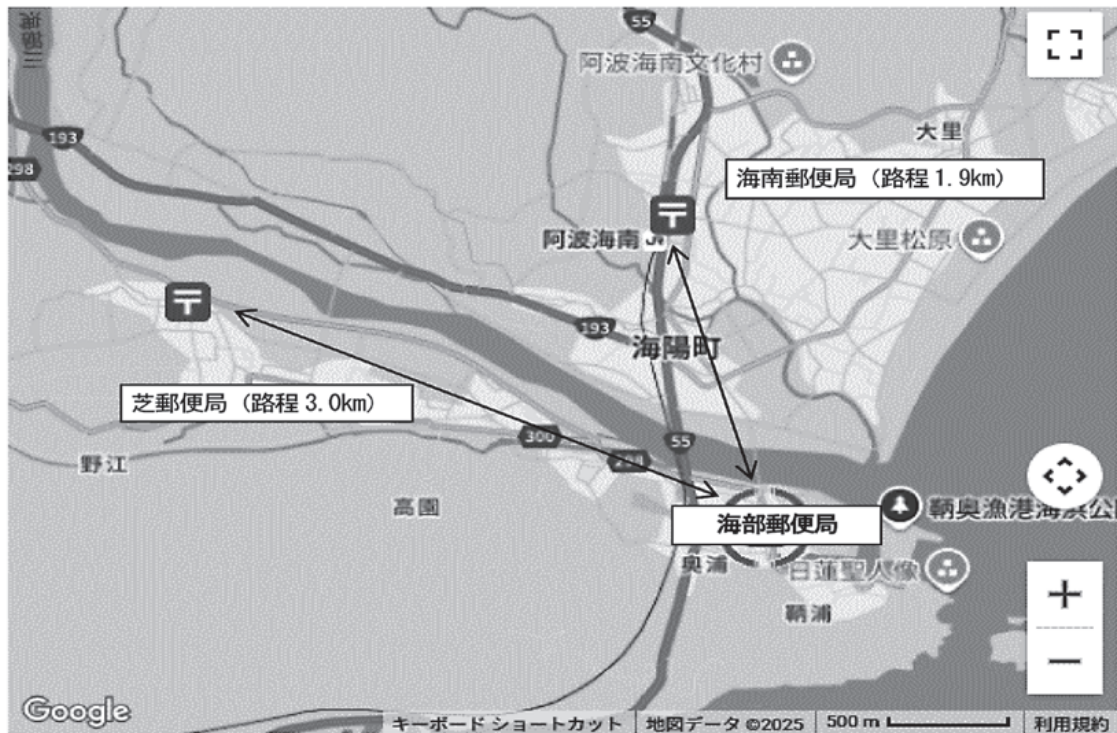 55
阿波海南文化村
193
298
大里
海南郵便局（路程 1.9km）
阿波海南
大里松原
193
海陽町
芝郵便局（路程 3.0km）
300
55
野江
高園
海部郵便局
鞆奥漁港海浜公
奥浦
日蓮聖人像
鞆浦
Google
キーボード ショートカット
地図データ ©2025
500 m
利用規約